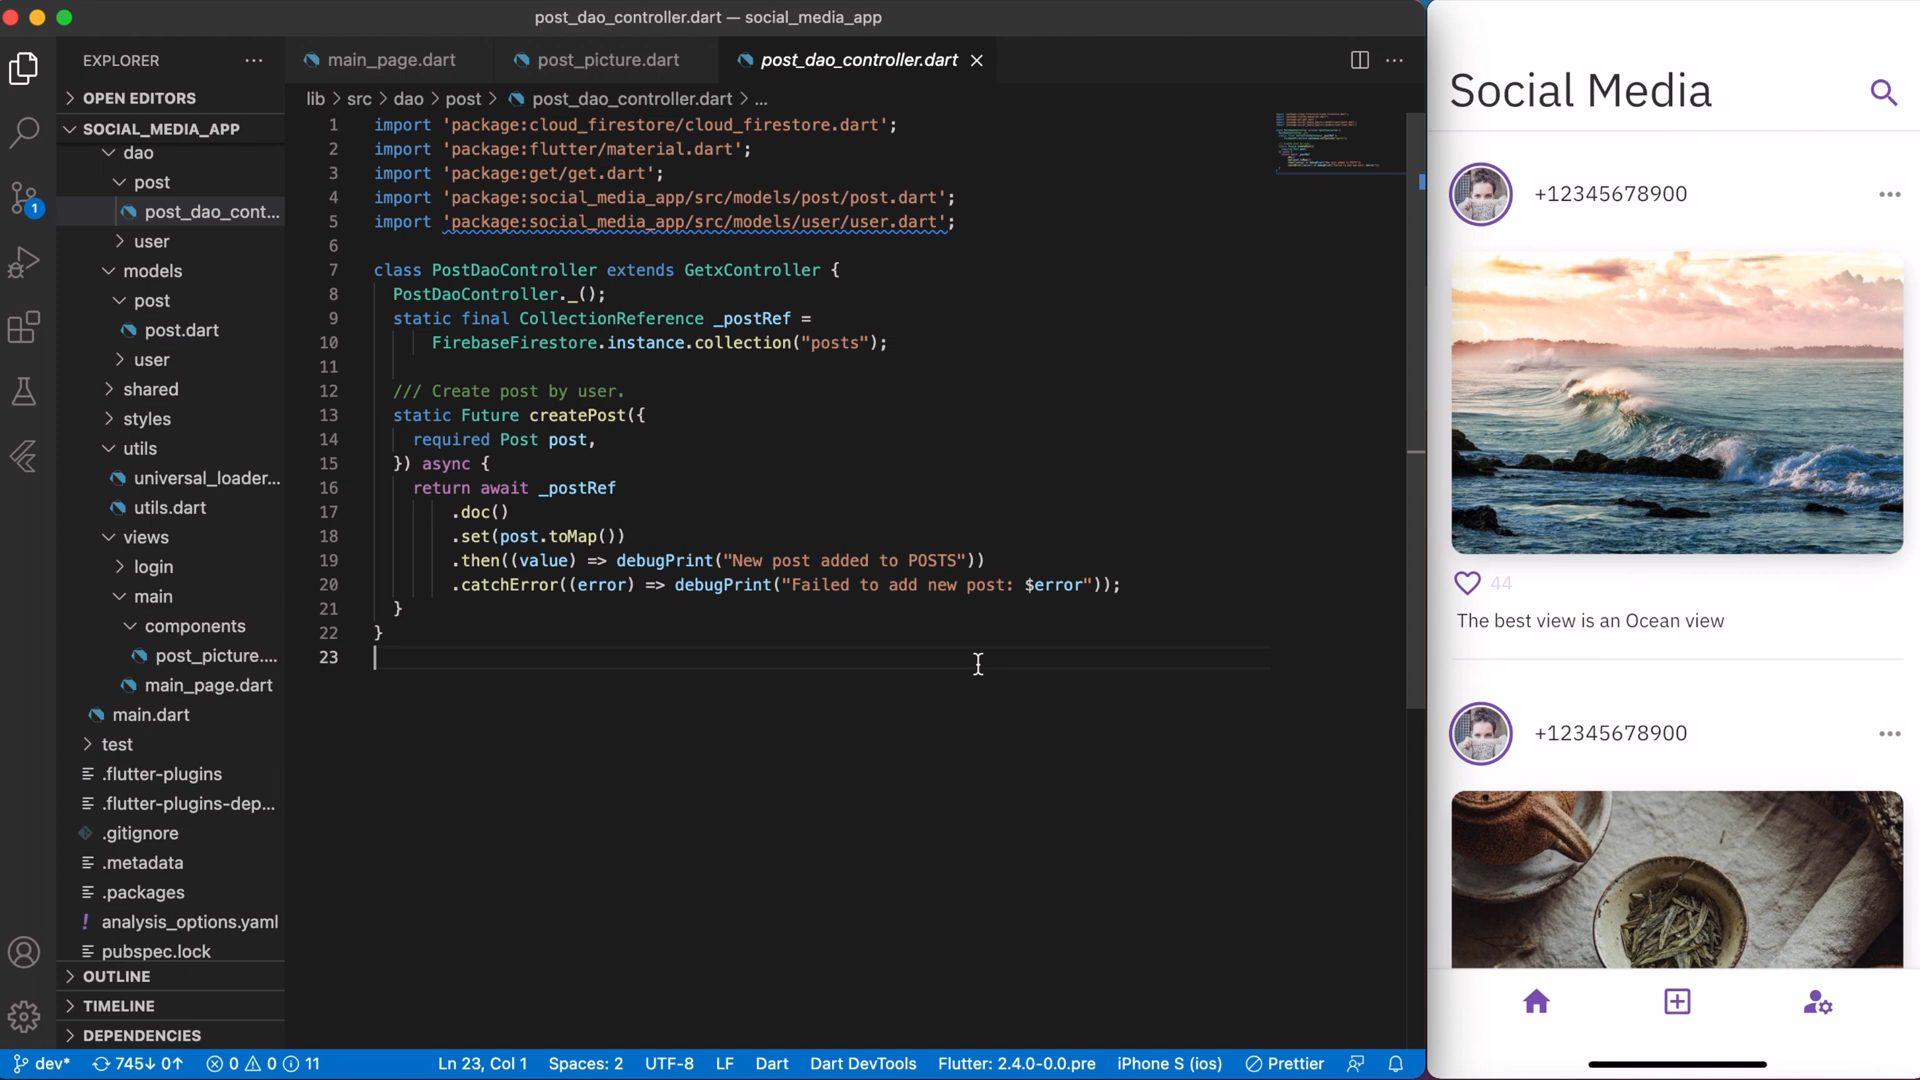 post_dao_controller.dart — social_media_app
EXPLORER
main_page.dart
post_picture.dart
post_dao_controller.dart
OPEN EDITORS
SOCIAL_MEDIA_APP
dao
post
post_dao_cont...
user
models
post
post.dart
user
shared
styles
utils
universal_loader...
utils.dart
views
login
main
components
post_picture....
main_page.dart
main.dart
test
.flutter-plugins
.flutter-plugins-dep...
.gitignore
.metadata
.packages
analysis_options.yaml
pubspec.lock
OUTLINE
TIMELINE
DEPENDENCIES
1
lib > src > dao > post > post_dao_controller.dart > ...
1 import 'package:cloud_firestore/cloud_firestore.dart';
2 import 'package:flutter/material.dart';
3 import 'package:get/get.dart';
4 import 'package:social_media_app/src/models/post/post.dart';
5 import 'package:social_media_app/src/models/user/user.dart';
6
7 class PostDaoController extends GetxController {
8 PostDaoController._();
9 static final CollectionReference _postRef =
10 FirebaseFirestore.instance.collection("posts");
11
12 /// Create post by user.
13 static Future createPost({
14 required Post post,
15 }) async {
16 return await _postRef
17 .doc()
18 .set(post.toMap())
19 .then((value) => debugPrint("New post added to POSTS"))
20 .catchError((error) => debugPrint("Failed to add new post: $error"));
21 }
22 }
23
dev* 745↓ 0↑ 0 0 11 Ln 23, Col 1 Spaces: 2 UTF-8 LF Dart Dart DevTools Flutter: 2.4.0-0.0.pre iPhone S (ios) Prettier
Social Media
+12345678900
44
The best view is an Ocean view
+12345678900